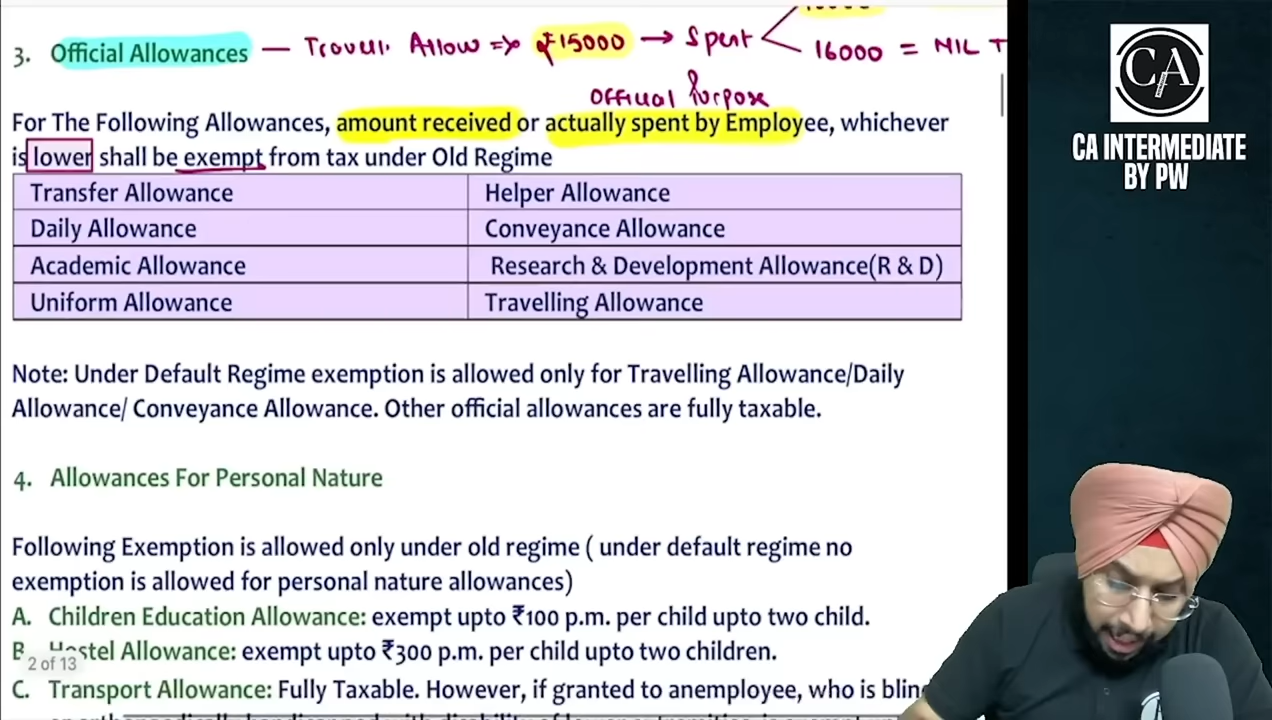 3. Official Allowances — Travell. Allow => ₹15000 → Spent
16000 = NIL T
Official Purpose
For The Following Allowances, amount received or actually spent by Employee, whichever
is lower shall be exempt from tax under Old Regime
Transfer Allowance Helper Allowance
Daily Allowance Conveyance Allowance
Academic Allowance Research & Development Allowance(R & D)
Uniform Allowance Travelling Allowance
Note: Under Default Regime exemption is allowed only for Travelling Allowance/Daily
Allowance/ Conveyance Allowance. Other official allowances are fully taxable.
4. Allowances For Personal Nature
Following Exemption is allowed only under old regime ( under default regime no
exemption is allowed for personal nature allowances)
A. Children Education Allowance: exempt upto ₹100 p.m. per child upto two child.
B. Hostel Allowance: exempt upto ₹300 p.m. per child upto two children.
2 of 13
C. Transport Allowance: Fully Taxable. However, if granted to anemployee, who is blind
CA
CA INTERMEDIATE
BY PW